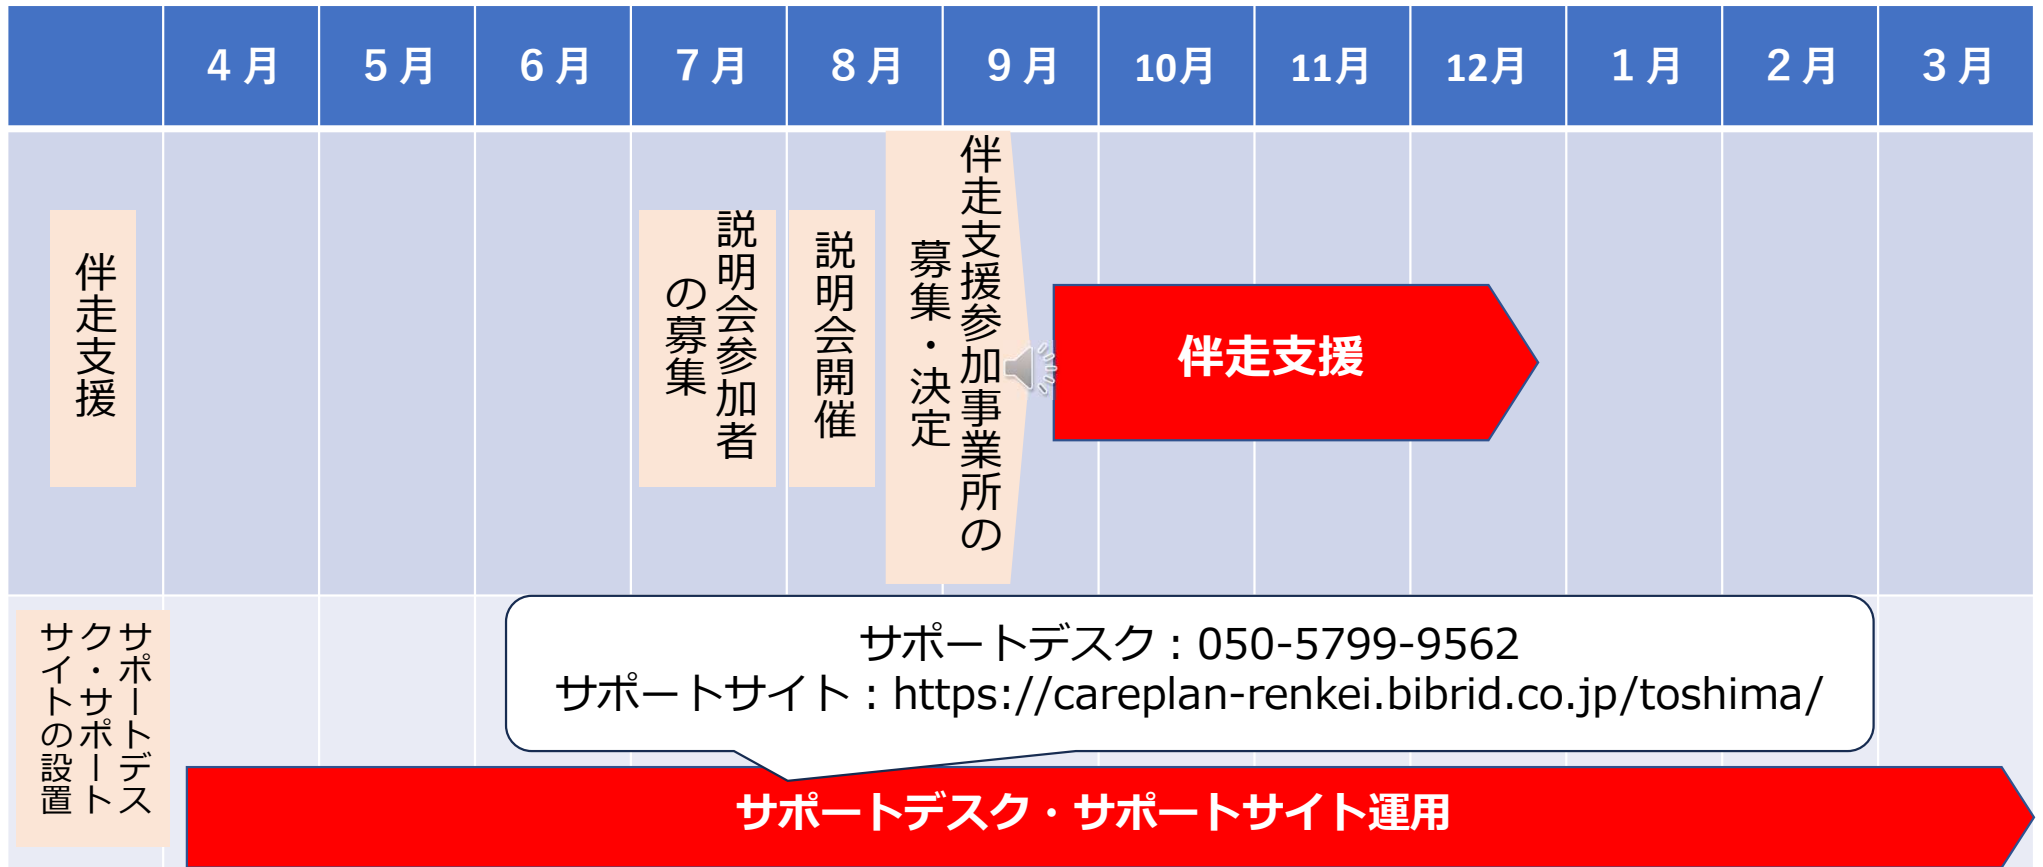 ４月
５月
６月
７月
８月
９月
10月
11月
12月
１月
２月
３月
伴走支援
説明会参加者
の募集
説明会開催
伴走支援参加事業所の
募集・決定
伴走支援
サポートデス
ク・サポート
サイトの設置
サポートデスク：050-5799-9562
サポートサイト：https://careplan-renkei.bibrid.co.jp/toshima/
サポートデスク・サポートサイト運用